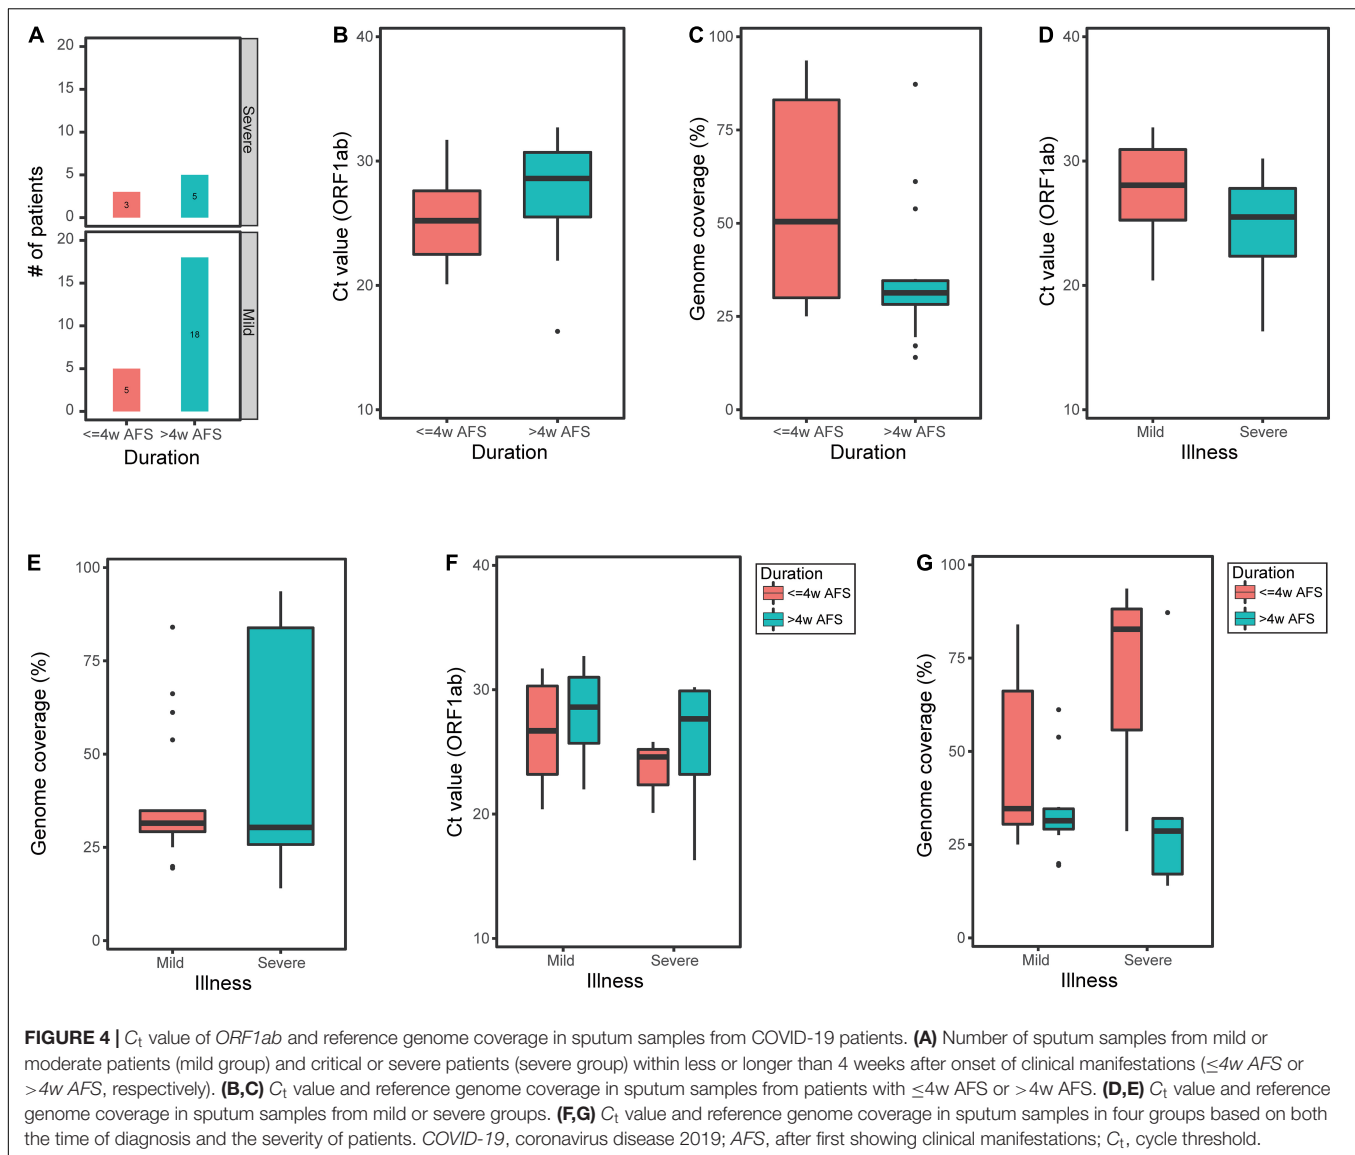 A
B
C
D
20
15
10
5
0
20
15
10
5
0
# of patients
Severe
Mild
3
5
5
18
<=4w AFS >4w AFS
Duration
40
30
20
10
Ct value (ORF1ab)
<=4w AFS >4w AFS
Duration
100
75
50
25
0
Genome coverage (%)
<=4w AFS >4w AFS
Duration
40
30
20
10
Ct value (ORF1ab)
Mild Severe
Illness
E
F
G
100
75
50
25
0
Genome coverage (%)
Mild Severe
Illness
40
30
20
10
Ct value (ORF1ab)
Mild Severe
Illness
Duration
<=4w AFS
>4w AFS
100
75
50
25
0
Genome coverage (%)
Mild Severe
Illness
Duration
<=4w AFS
>4w AFS
FIGURE 4 | Ct value of ORF1ab and reference genome coverage in sputum samples from COVID-19 patients. (A) Number of sputum samples from mild or
moderate patients (mild group) and critical or severe patients (severe group) within less or longer than 4 weeks after onset of clinical manifestations (≤4w AFS or
>4w AFS, respectively). (B,C) Ct value and reference genome coverage in sputum samples from patients with ≤4w AFS or >4w AFS. (D,E) Ct value and reference
genome coverage in sputum samples from mild or severe groups. (F,G) Ct value and reference genome coverage in sputum samples in four groups based on both
the time of diagnosis and the severity of patients. COVID-19, coronavirus disease 2019; AFS, after first showing clinical manifestations; Ct, cycle threshold.